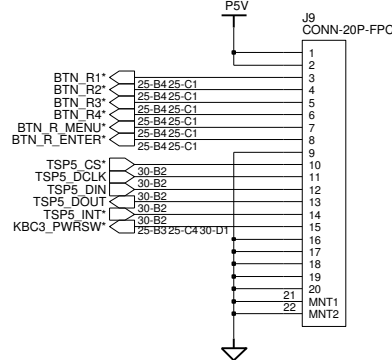 P5V
J9
CONN-20P-FPC
1
2
BTN_R1* 3
25-B4 25-C1
BTN_R2* 4
25-B4 25-C1
BTN_R3* 5
25-B4 25-C1
BTN_R4* 6
25-B4 25-C1
BTN_R_MENU* 7
25-B4 25-C1
BTN_R_ENTER* 8
25-B4 25-C1
9
TSP5_CS* 10
30-B2
TSP5_DCLK 11
30-B2
TSP5_DIN 12
30-B2
TSP5_DOUT 13
30-B2
TSP5_INT* 14
30-B2
KBC3_PWRSW* 15
25-B3 25-C4 30-D1
16
17
18
19
20
21 MNT1
22 MNT2